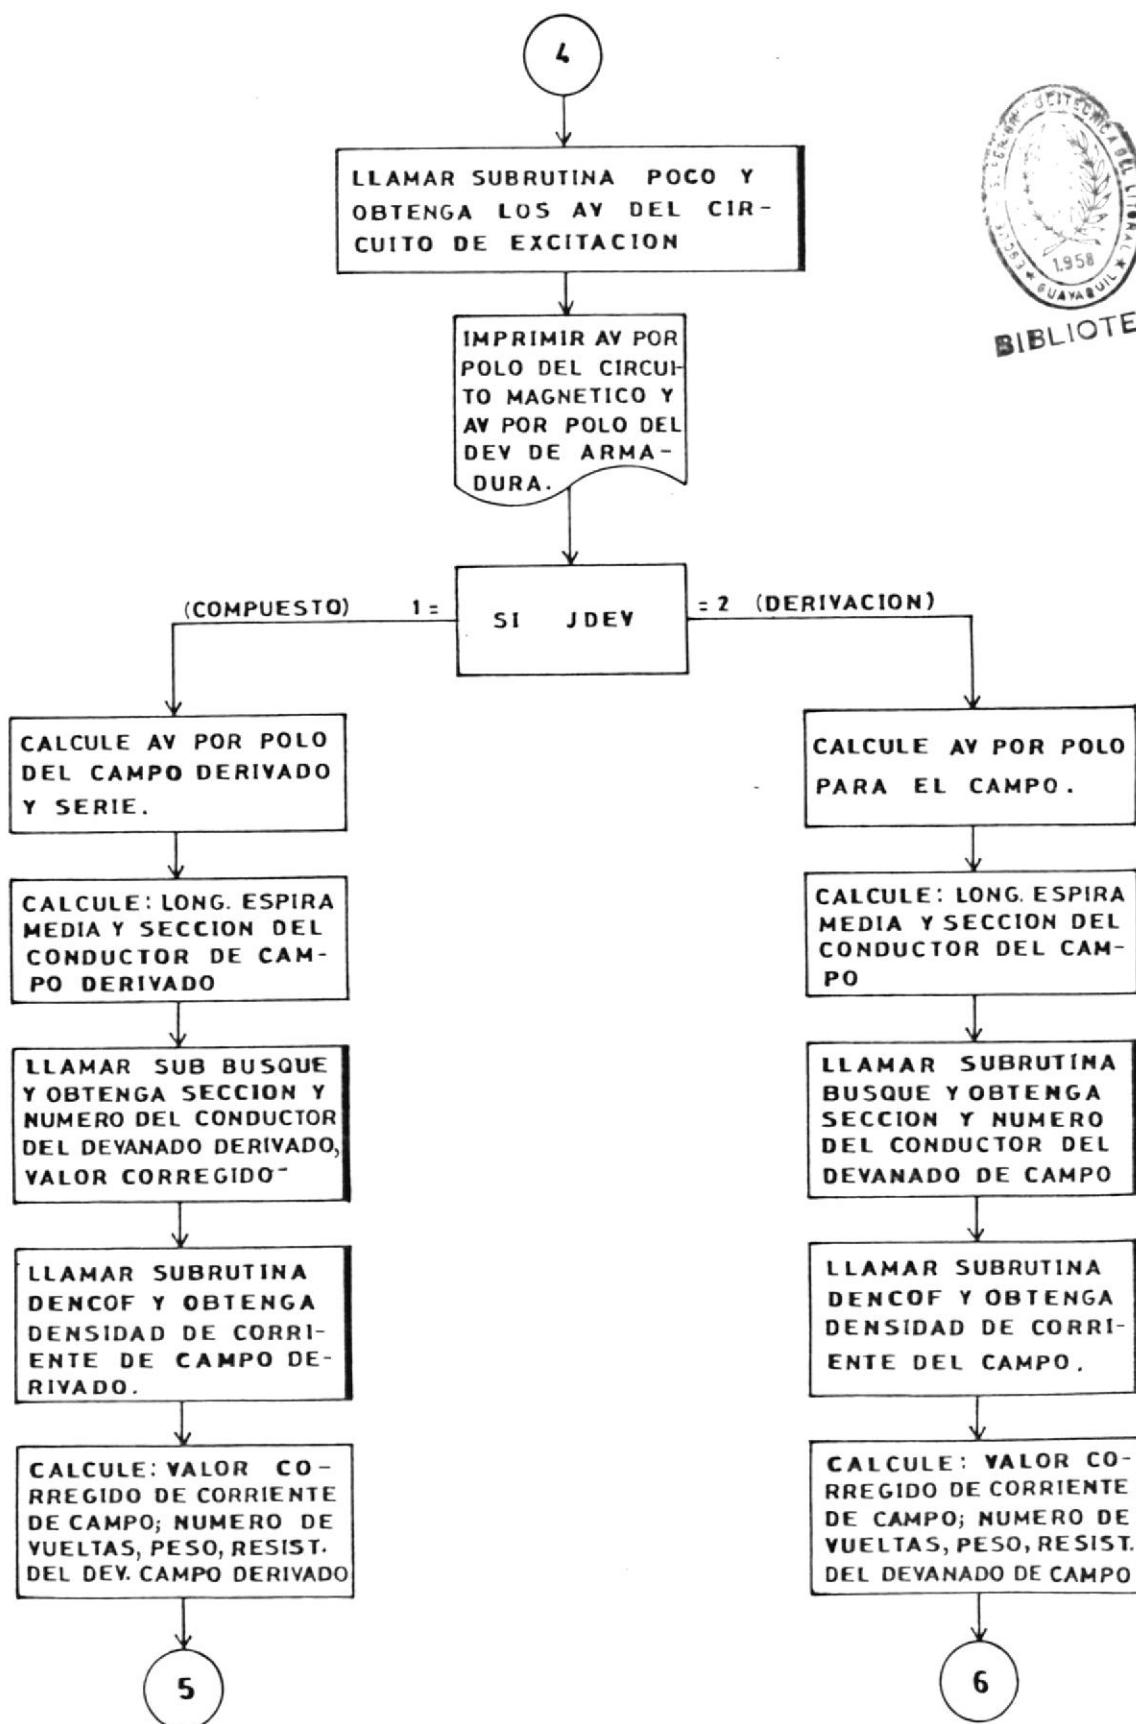 4
LLAMAR SUBRUTINA POCO Y
OBTENGA LOS AV DEL CIR-
CUITO DE EXCITACION
1.958
GUAYAQUIL
BIBLIOTE
IMPRIMIR AV POR
POLO DEL CIRCUI-
TO MAGNETICO Y
AV POR POLO DEL
DEV DE ARMA-
DURA.
(COMPUESTO) 1=
SI JDEV
=2 (DERIVACION)
CALCULE AV POR POLO
DEL CAMPO DERIVADO
Y SERIE.
CALCULE AV POR POLO
PARA EL CAMPO.
CALCULE: LONG. ESPIRA
MEDIA Y SECCION DEL
CONDUCTOR DE CAM-
PO DERIVADO
CALCULE: LONG. ESPIRA
MEDIA Y SECCION DEL
CONDUCTOR DEL CAM-
PO
LLAMAR SUB BUSQUE
Y OBTENGA SECCION Y
NUMERO DEL CONDUCTOR
DEL DEVANADO DERIVADO,
VALOR CORREGIDO-
LLAMAR SUBRUTINA
BUSQUE Y OBTENGA
SECCION Y NUMERO
DEL CONDUCTOR DEL
DEVANADO DE CAMPO
LLAMAR SUBRUTINA
DENCOF Y OBTENGA
DENSIDAD DE CORRI-
ENTE DE CAMPO DE-
RIVADO.
LLAMAR SUBRUTINA
DENCOF Y OBTENGA
DENSIDAD DE CORRI-
ENTE DEL CAMPO.
CALCULE: VALOR CO-
RREGIDO DE CORRIENTE
DE CAMPO; NUMERO DE
VUELTAS, PESO, RESIST.
DEL DEV. CAMPO DERIVADO
CALCULE: VALOR CO-
RREGIDO DE CORRIENTE
DE CAMPO; NUMERO DE
VUELTAS, PESO, RESIST.
DEL DEVANADO DE CAMPO
5
6